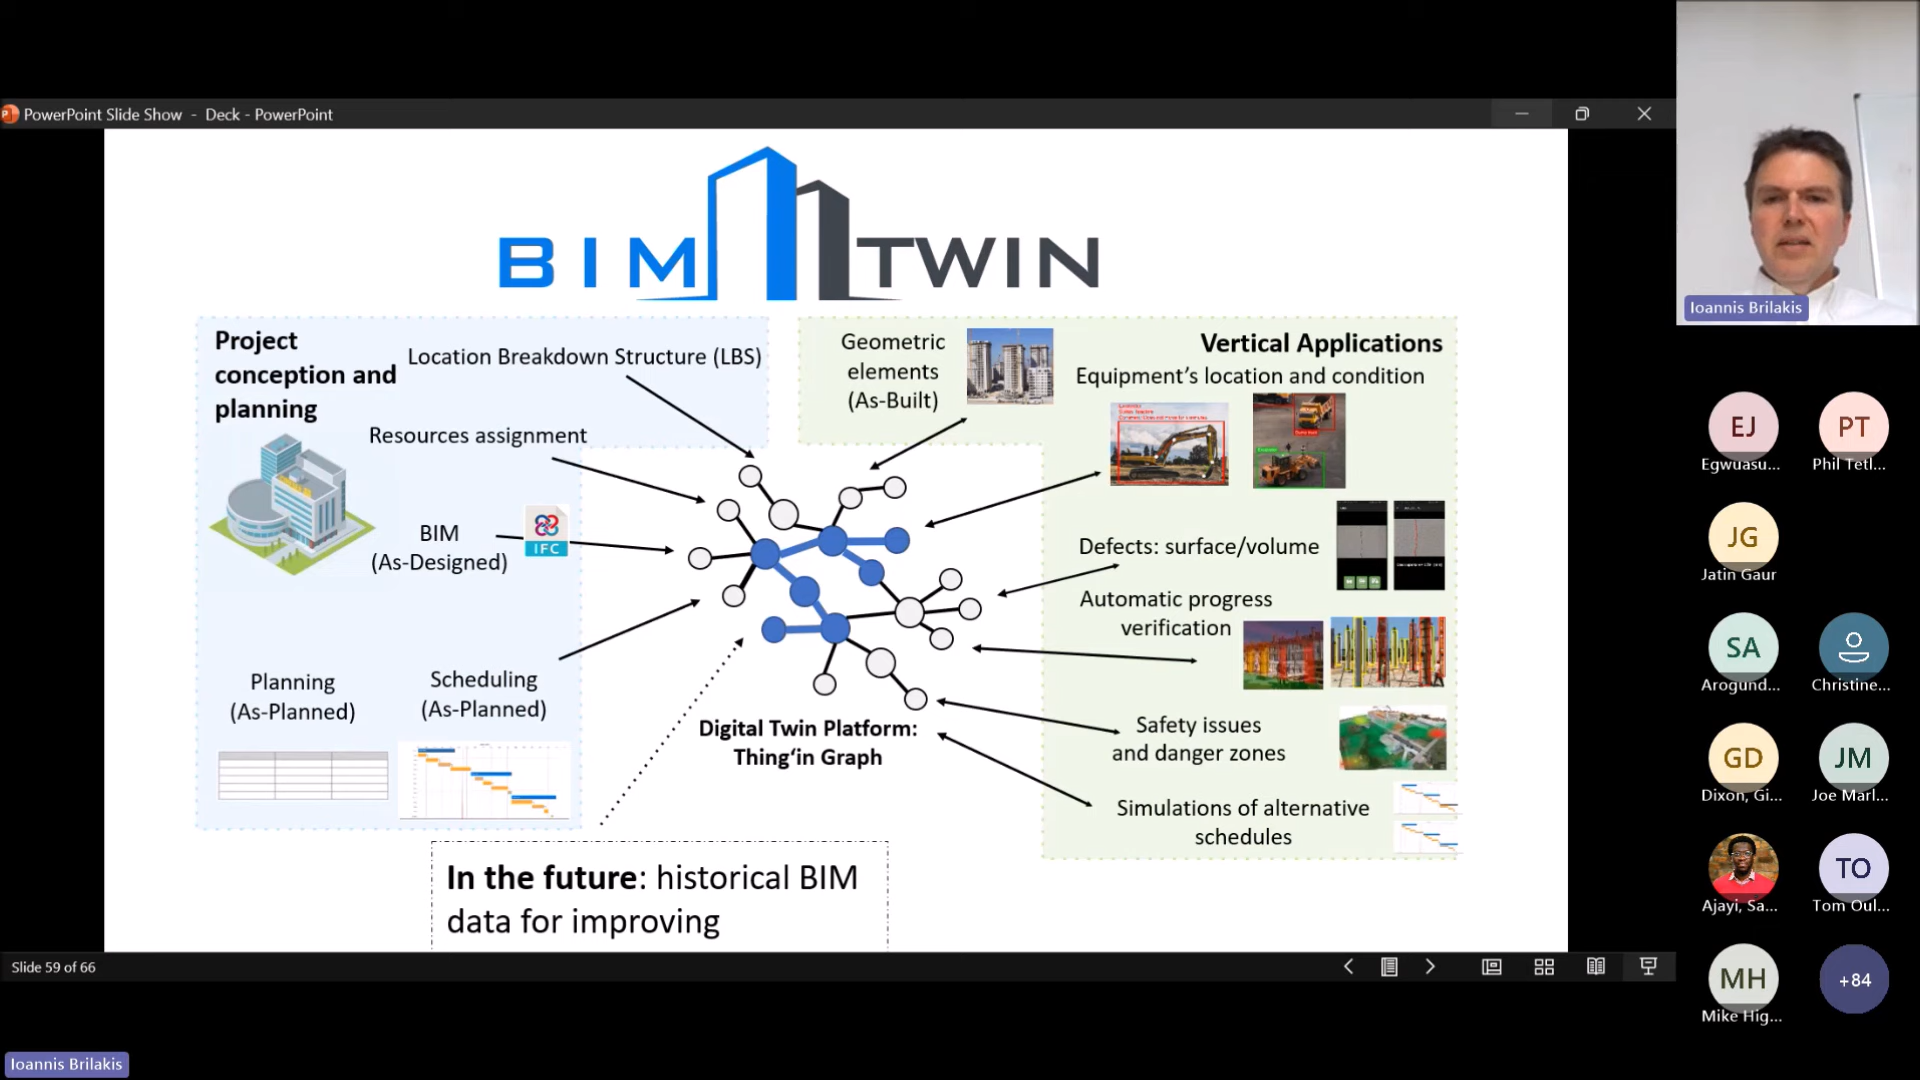 PowerPoint Slide Show - Deck - PowerPoint
BIM TWIN
Project
conception and
planning
Location Breakdown Structure (LBS)
Resources assignment
BIM
(As-Designed)
IFC
Planning
(As-Planned)
Scheduling
(As-Planned)
Geometric
elements
(As-Built)
Vertical Applications
Equipment's location and condition
Defects: surface/volume
Automatic progress
verification
Safety issues
and danger zones
Simulations of alternative
schedules
Digital Twin Platform:
Thing‘in Graph
In the future: historical BIM
data for improving
Slide 59 of 66
Ioannis Brilakis
Ioannis Brilakis
EJ
Egwuasu...
PT
Phil Tetl...
JG
Jatin Gaur
SA
Arogund...
Christine...
GD
Dixon, Gi...
JM
Joe Marl...
Ajayi, Sa...
TO
Tom Oul...
MH
Mike Hig...
+84